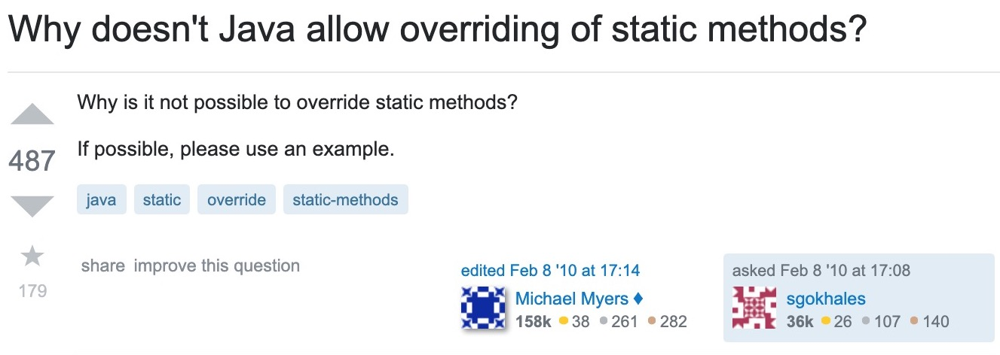 Why doesn't Java allow overriding of static methods?
Why is it not possible to override static methods?
487
If possible, please use an example.
java static override static-methods
179
share improve this question
edited Feb 8 '10 at 17:14
Michael Myers ♦
158k 38 261 282
asked Feb 8 '10 at 17:08
sgokhales
36k 26 107 140